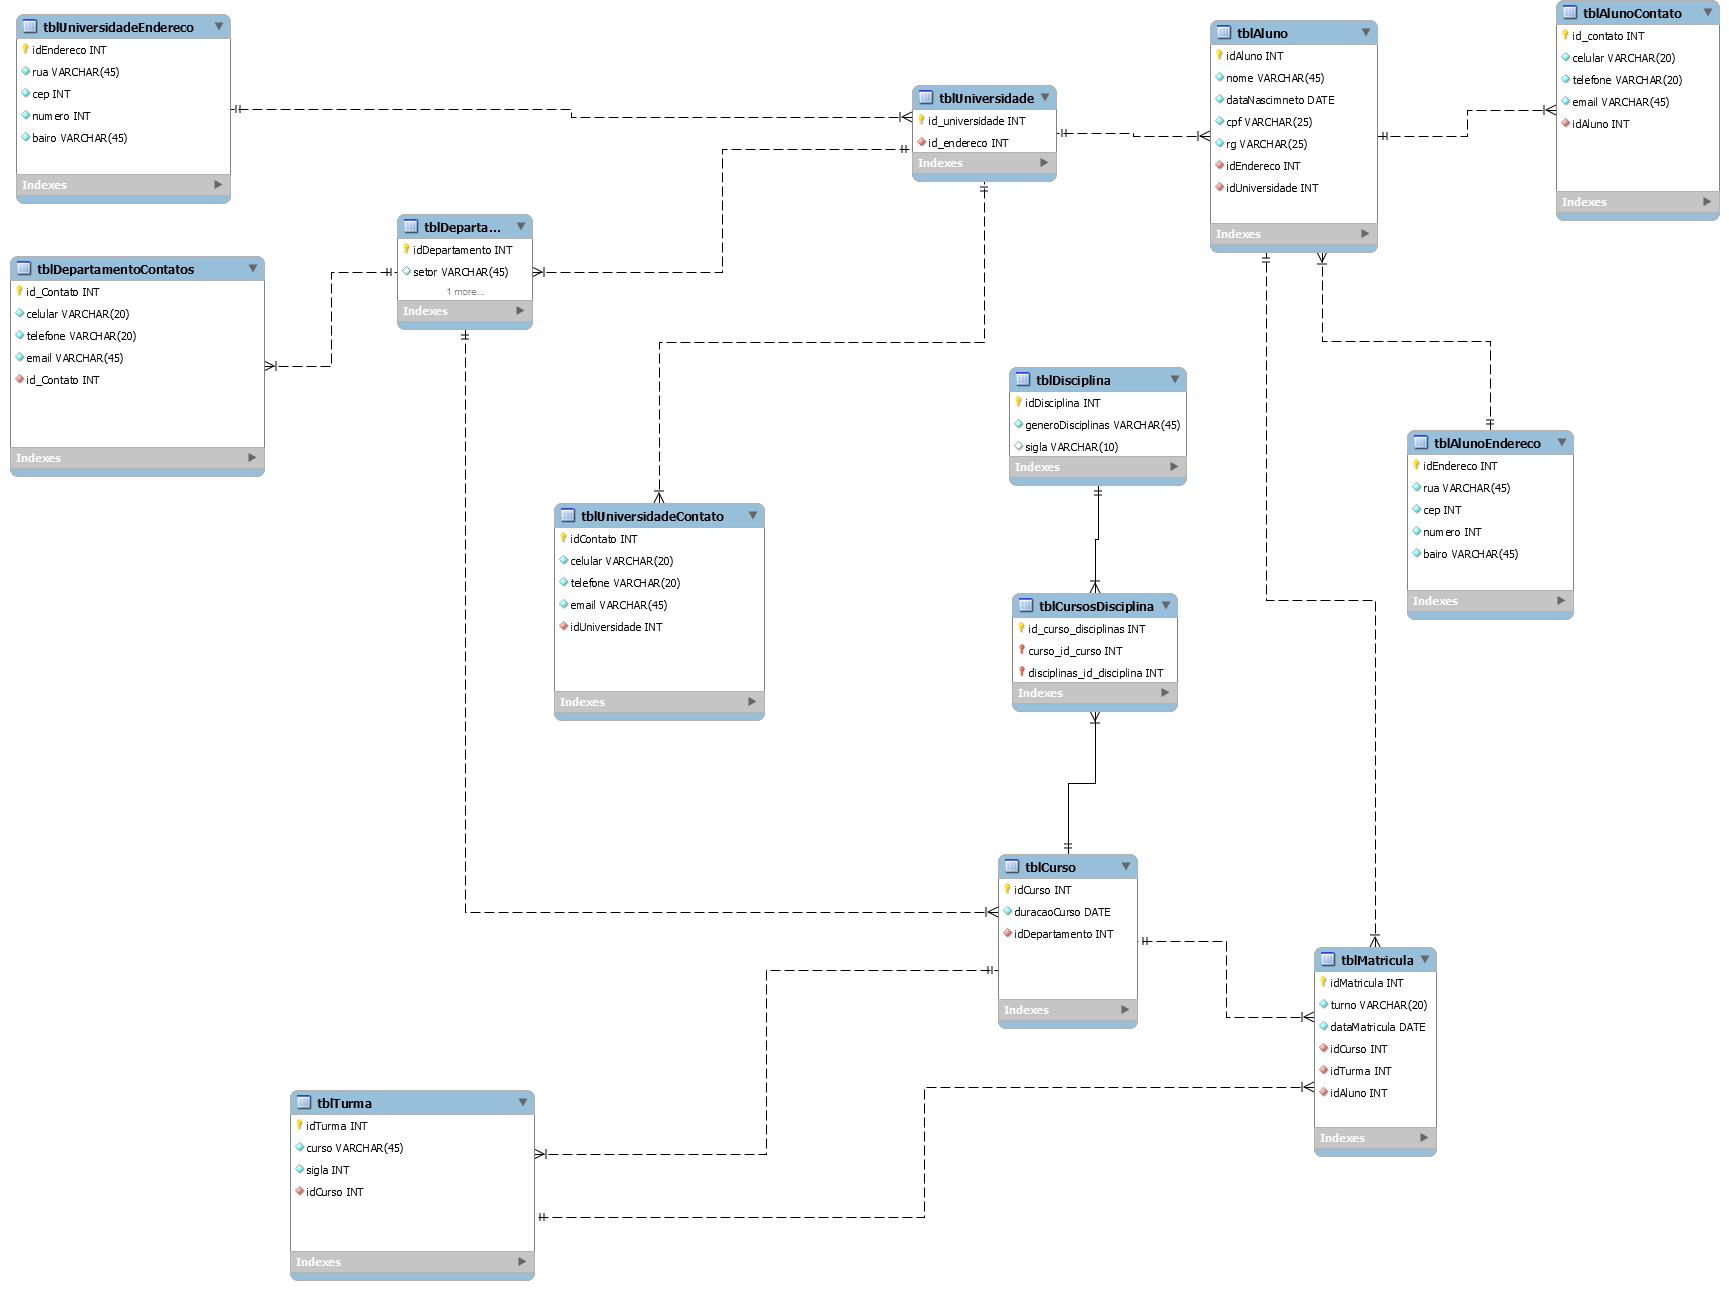 tblUniversidadeEndereco
idEndereco INT
rua VARCHAR(45)
cep INT
numero INT
bairo VARCHAR(45)
Indexes
tblUniversidade
id_universidade INT
id_endereco INT
Indexes
tblAluno
idAluno INT
nome VARCHAR(45)
dataNascimneto DATE
cpf VARCHAR(25)
rg VARCHAR(25)
idEndereco INT
idUniversidade INT
Indexes
tblAlunoContato
id_contato INT
celular VARCHAR(20)
telefone VARCHAR(20)
email VARCHAR(45)
idAluno INT
Indexes
tblDepartamentoContatos
id_Contato INT
celular VARCHAR(20)
telefone VARCHAR(20)
email VARCHAR(45)
id_Contato INT
Indexes
tblDeparta...
idDepartamento INT
setor VARCHAR(45)
1 more...
Indexes
tblDisciplina
idDisciplina INT
generoDisciplinas VARCHAR(45)
sigla VARCHAR(10)
Indexes
tblAlunoEndereco
idEndereco INT
rua VARCHAR(45)
cep INT
numero INT
bairo VARCHAR(45)
Indexes
tblUniversidadeContato
idContato INT
celular VARCHAR(20)
telefone VARCHAR(20)
email VARCHAR(45)
idUniversidade INT
Indexes
tblCursosDisciplina
id_curso_disciplinas INT
curso_id_curso INT
disciplinas_id_disciplina INT
Indexes
tblCurso
idCurso INT
duracaoCurso DATE
idDepartamento INT
Indexes
tblMatricula
idMatricula INT
turno VARCHAR(20)
dataMatricula DATE
idCurso INT
idTurma INT
idAluno INT
Indexes
tblTurma
idTurma INT
curso VARCHAR(45)
sigla INT
idCurso INT
Indexes